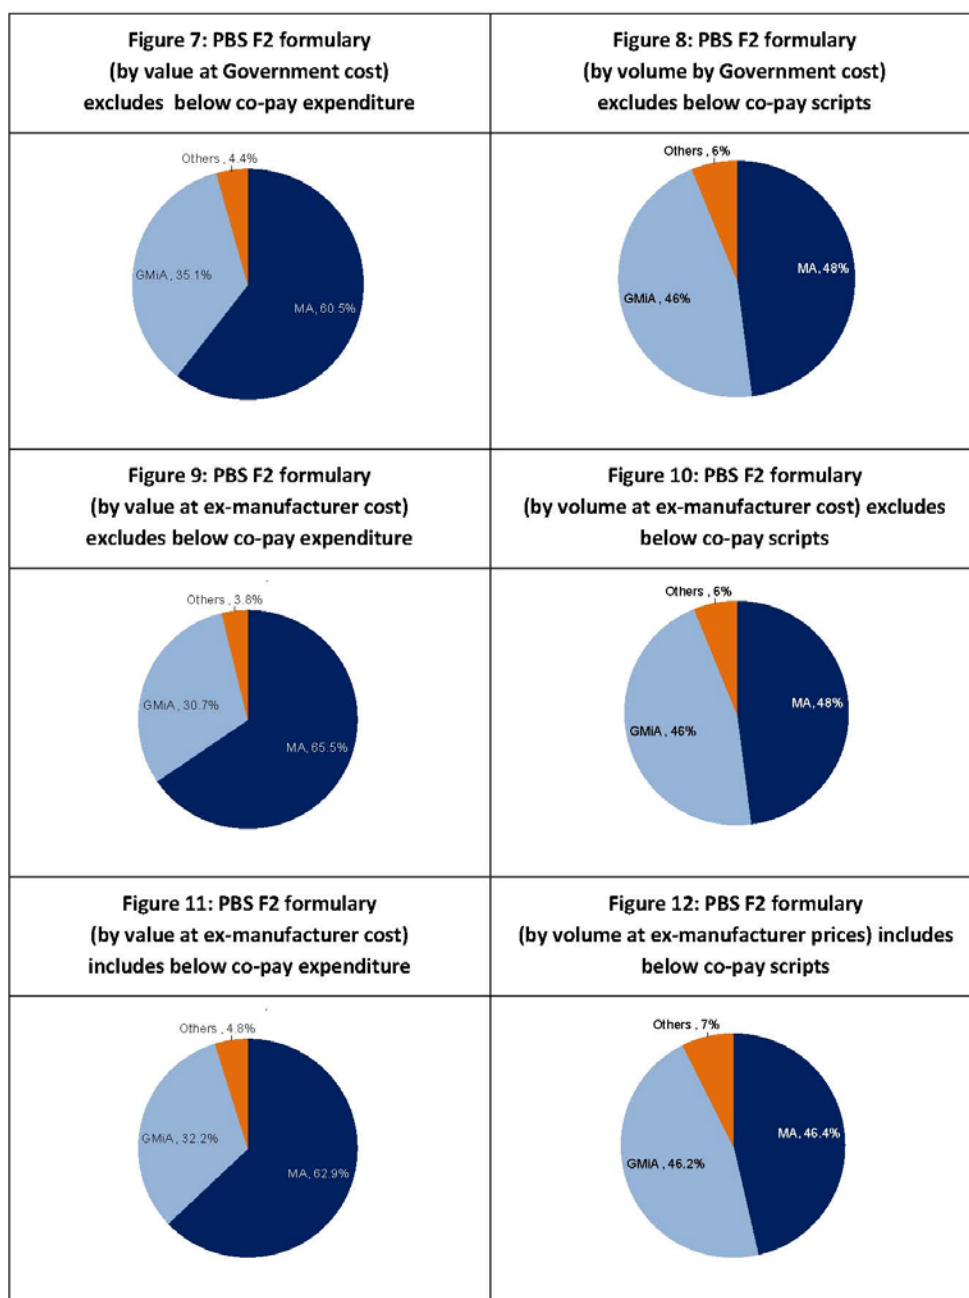 Figure 7: PBS F2 formulary
(by value at Government cost)
excludes below co-pay expenditure
Figure 8: PBS F2 formulary
(by volume by Government cost)
excludes below co-pay scripts
Others , 4.4%
GMiA , 35.1%
MA, 60.5%
Others , 6%
MA, 48%
GMiA , 46%
Figure 9: PBS F2 formulary
(by value at ex-manufacturer cost)
excludes below co-pay expenditure
Figure 10: PBS F2 formulary
(by volume at ex-manufacturer cost) excludes
below co-pay scripts
Others , 3.8%
GMiA , 30.7%
MA, 65.5%
Others , 6%
MA, 48%
GMiA , 46%
Figure 11: PBS F2 formulary
(by value at ex-manufacturer cost)
includes below co-pay expenditure
Figure 12: PBS F2 formulary
(by volume at ex-manufacturer prices) includes
below co-pay scripts
Others , 4.8%
GMiA , 32.2%
MA, 62.9%
Others , 7%
MA, 46.4%
GMiA , 46.2%